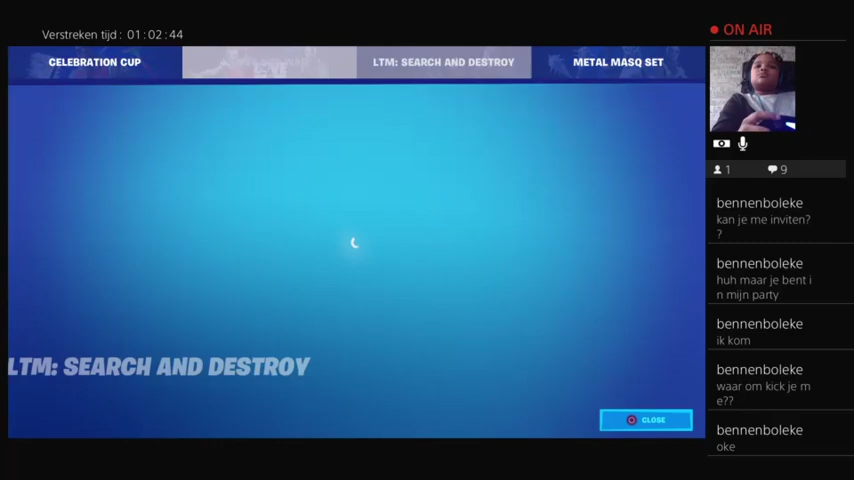 Verstreken tijd: 01:02:44
ON AIR
CELEBRATION CUP
LTM: SEARCH AND DESTROY
METAL MASQ SET
1
9
bennenboleke
kan je me inviten?
?
bennenboleke
huh maar je bent i
n mijn party
bennenboleke
ik kom
bennenboleke
waar om kick je m
e??
bennenboleke
oke
LTM: SEARCH AND DESTROY
CLOSE